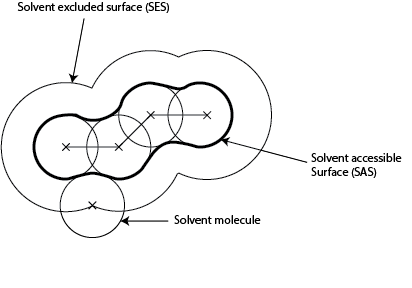 Solvent excluded surface (SES)
Solvent accessible
Surface (SAS)
Solvent molecule